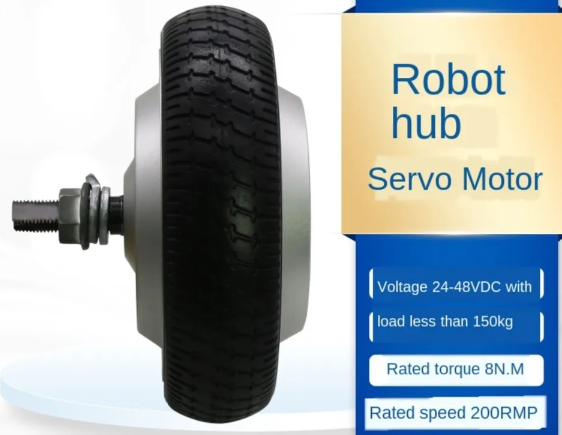 Robot
hub
Servo Motor
Voltage 24-48VDC with
load less than 150kg
Rated torque 8N.M
Rated speed 200RMP